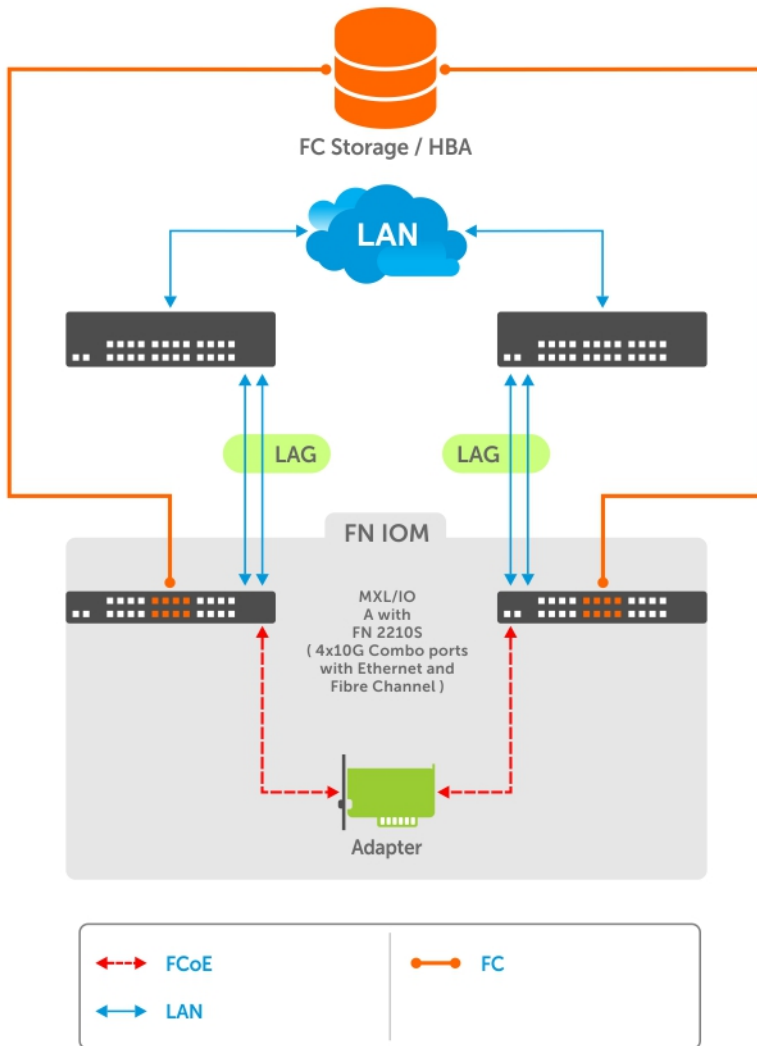 FC Storage / HBA
LAN
LAG
LAG
FN IOM
MXL/IO
A with
FN 2210S
( 4x10G Combo ports
with Ethernet and
Fibre Channel )
Adapter
FCoE
FC
LAN